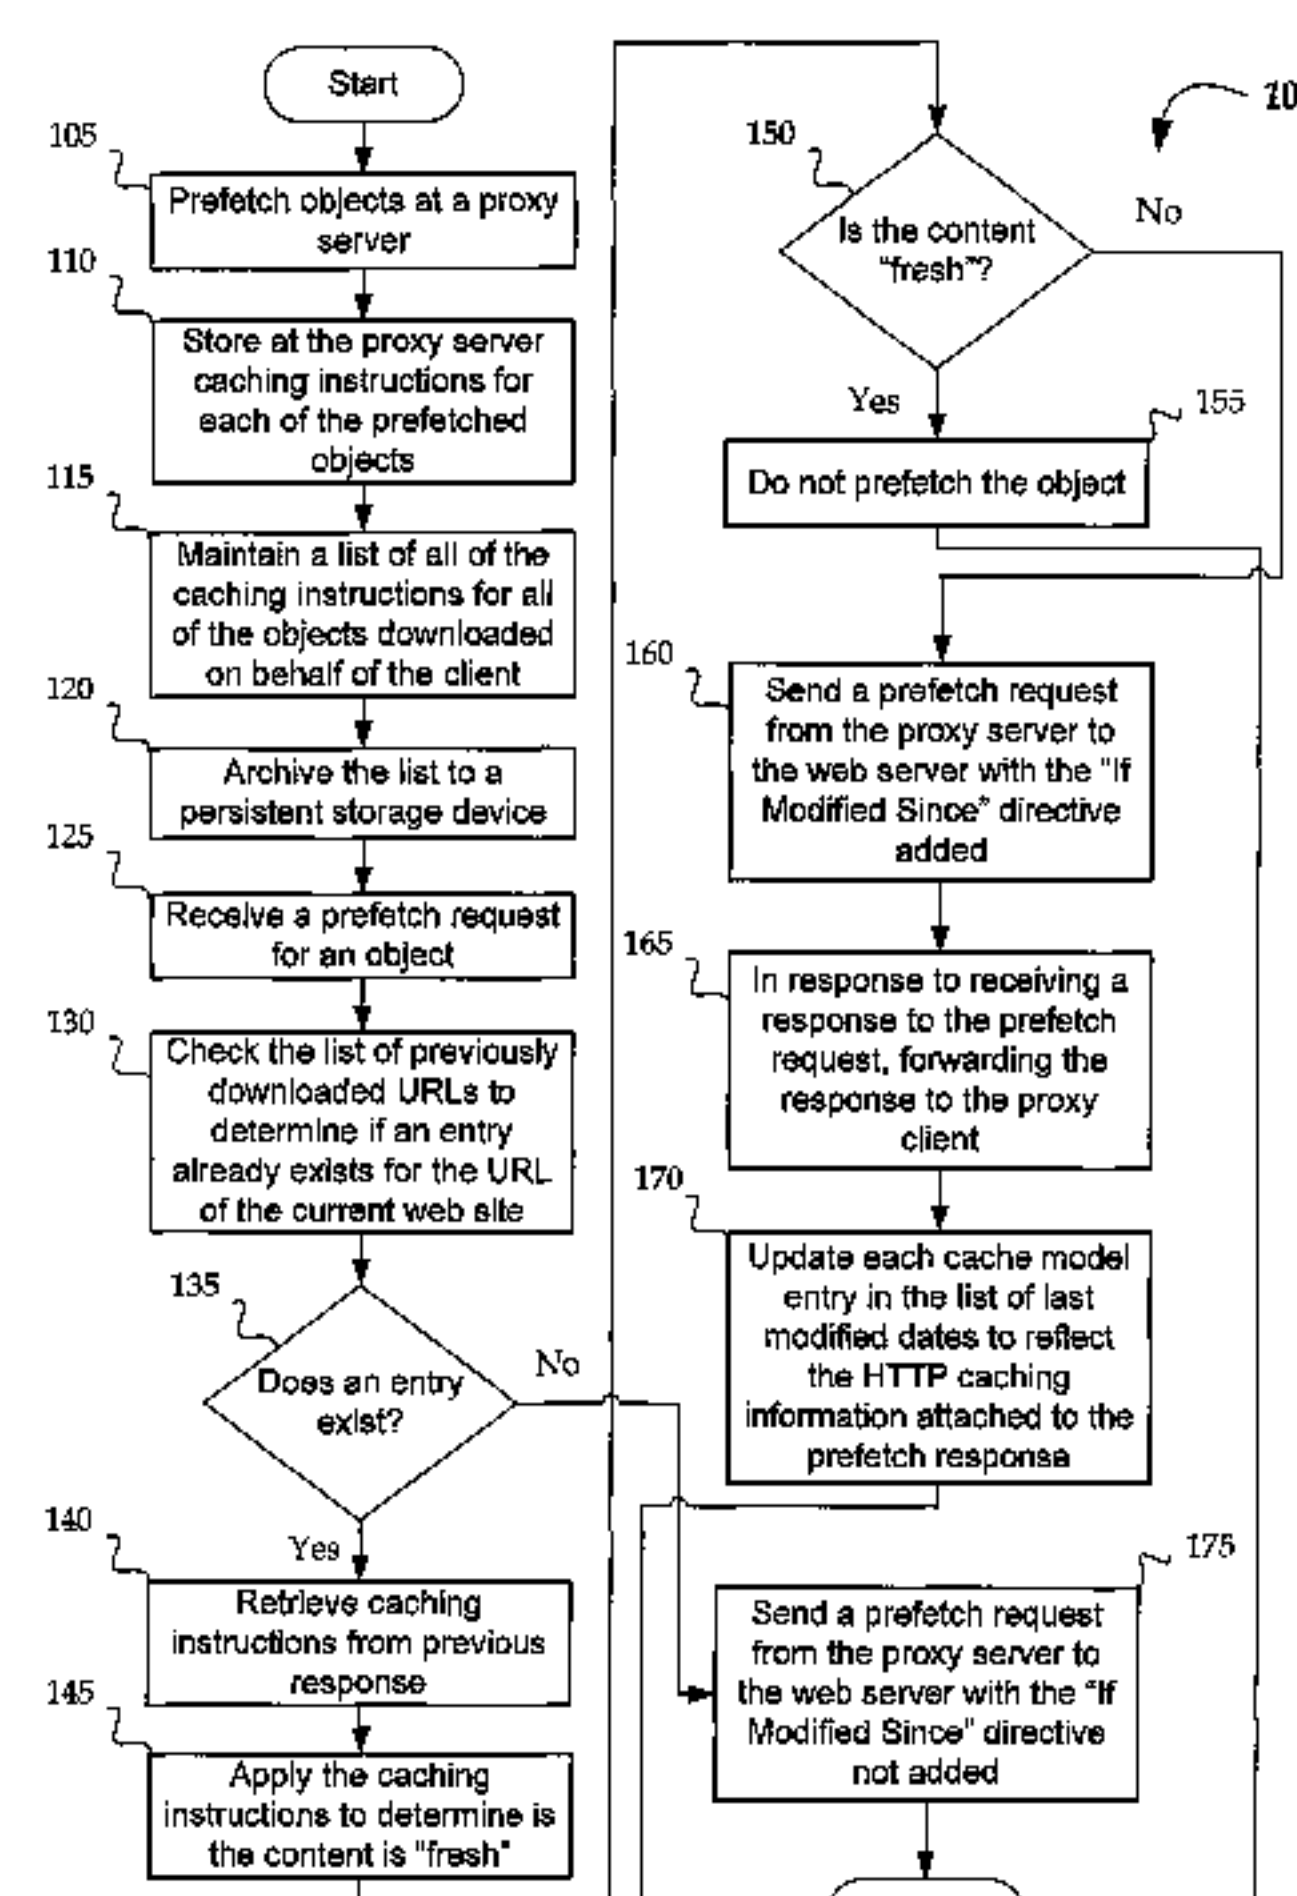 Start
105
Prefetch objects at a proxy
server
110
Store at the proxy server
caching instructions for
each of the prefetched
objects
115
Maintain a list of all of the
caching instructions for all
of the objects downloaded
on behalf of the client
120
Archive the list to a
persistent storage device
125
Receive a prefetch request
for an object
130
Check the list of previously
downloaded URLs to
determine if an entry
already exists for the URL
of the current web site
135
Does an entry
exist?
No
Yes
140
Retrieve caching
instructions from previous
response
145
Apply the caching
instructions to determine is
the content is "fresh"
150
Is the content
"fresh"?
No
Yes
155
Do not prefetch the object
160
Send a prefetch request
from the proxy server to
the web server with the "If
Modified Since" directive
added
165
In response to receiving a
response to the prefetch
request, forwarding the
response to the proxy
client
170
Update each cache model
entry in the list of last
modified dates to reflect
the HTTP caching
information attached to the
prefetch response
175
Send a prefetch request
from the proxy server to
the web server with the "If
Modified Since" directive
not added